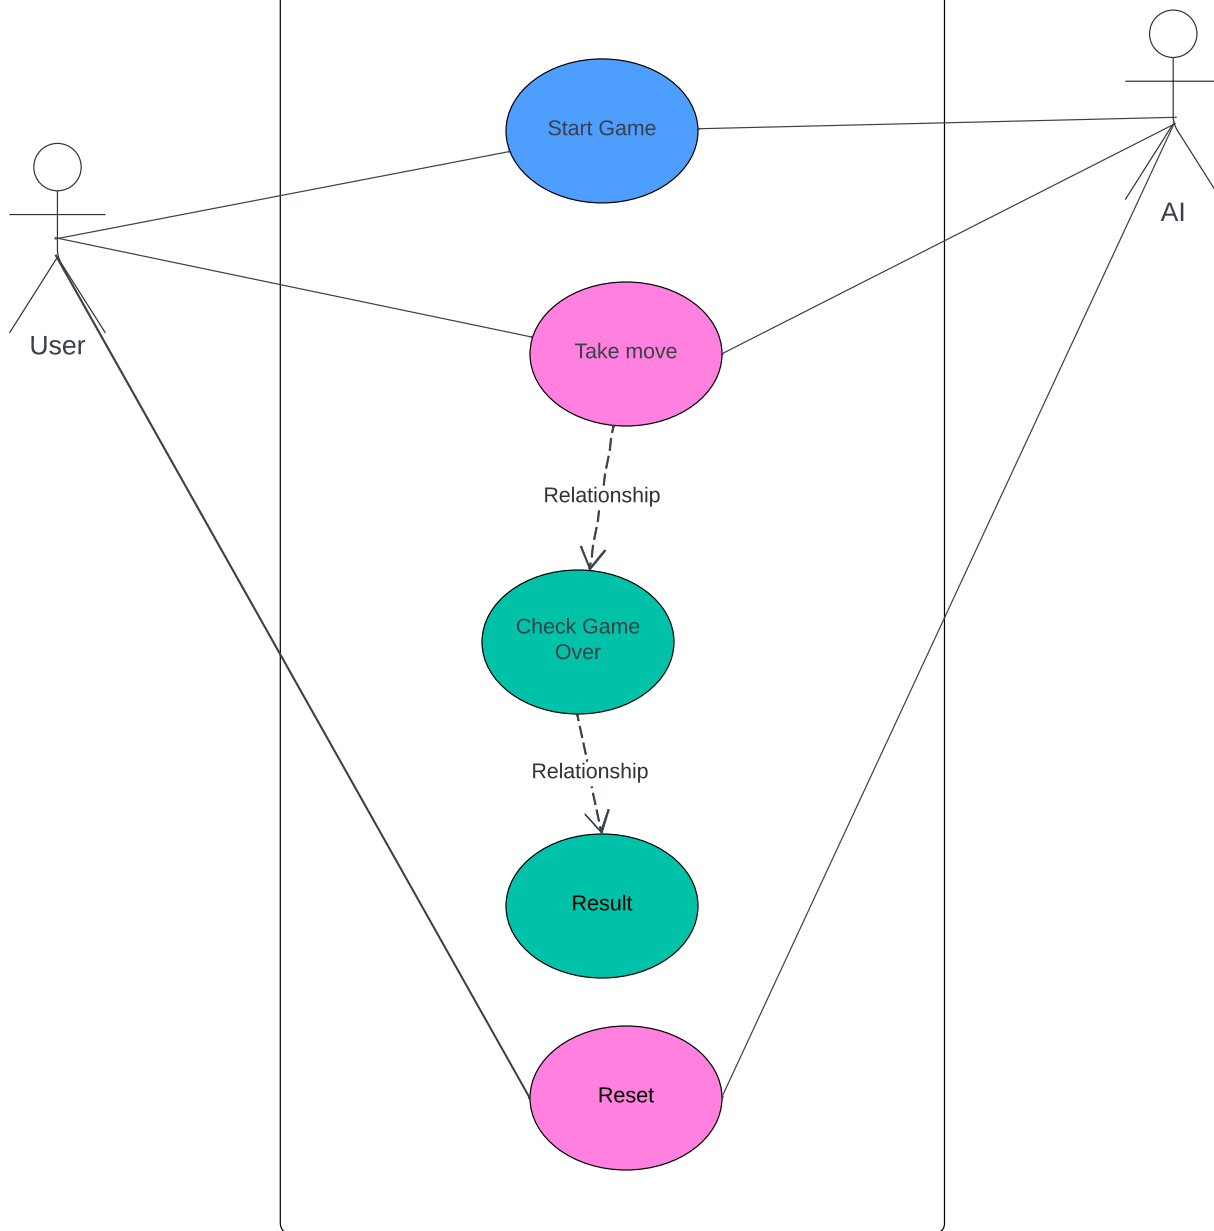 Start Game
AI
User
Take move
Relationship
Check Game
Over
Relationship
Result
Reset